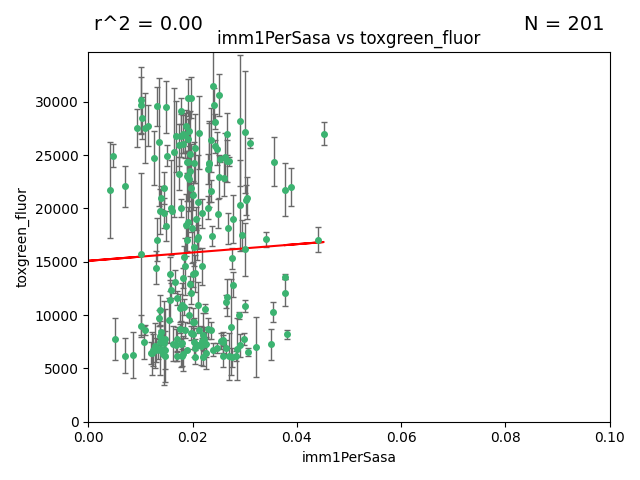 r^2 = 0.00
N = 201
imm1PerSasa vs toxgreen_fluor
30000
25000
20000
15000
10000
5000
0
toxgreen_fluor
0.00
0.02
0.04
0.06
0.08
0.10
imm1PerSasa